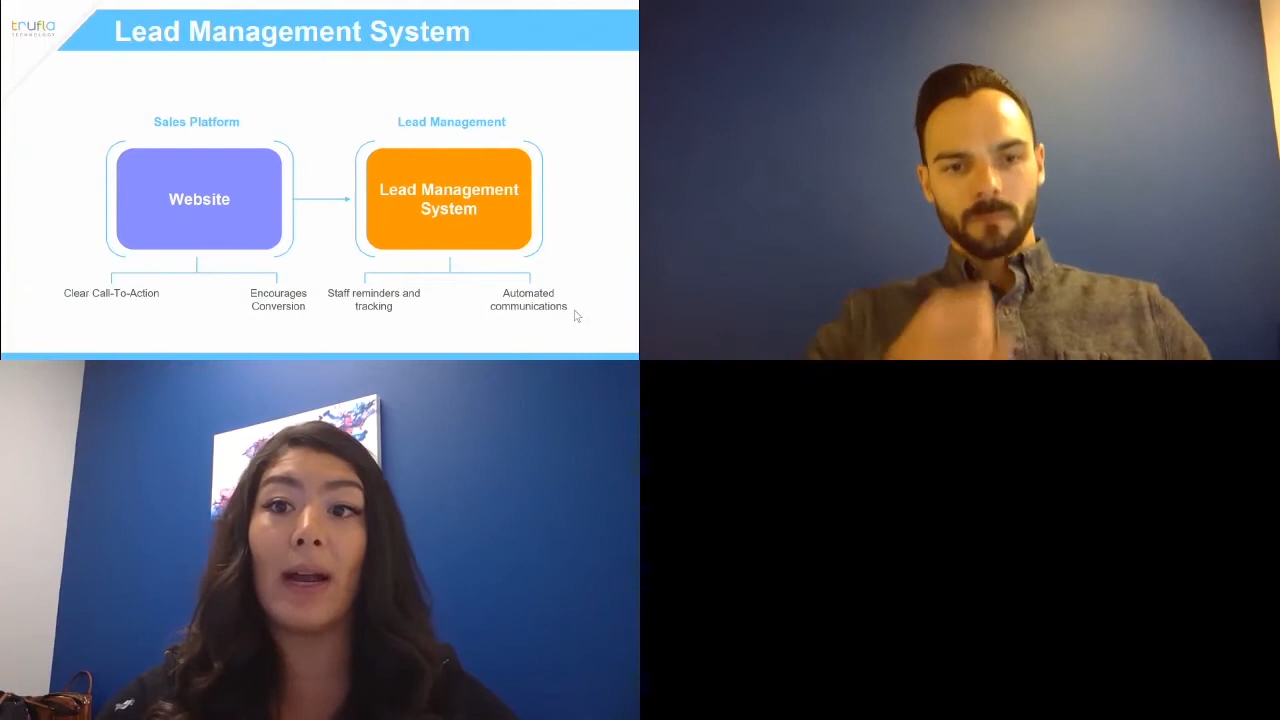 trufla
TECHNOLOGY
Lead Management System
Sales Platform
Lead Management
Website
Lead Management
System
Clear Call-To-Action
Encourages
Conversion
Staff reminders and
tracking
Automated
communications